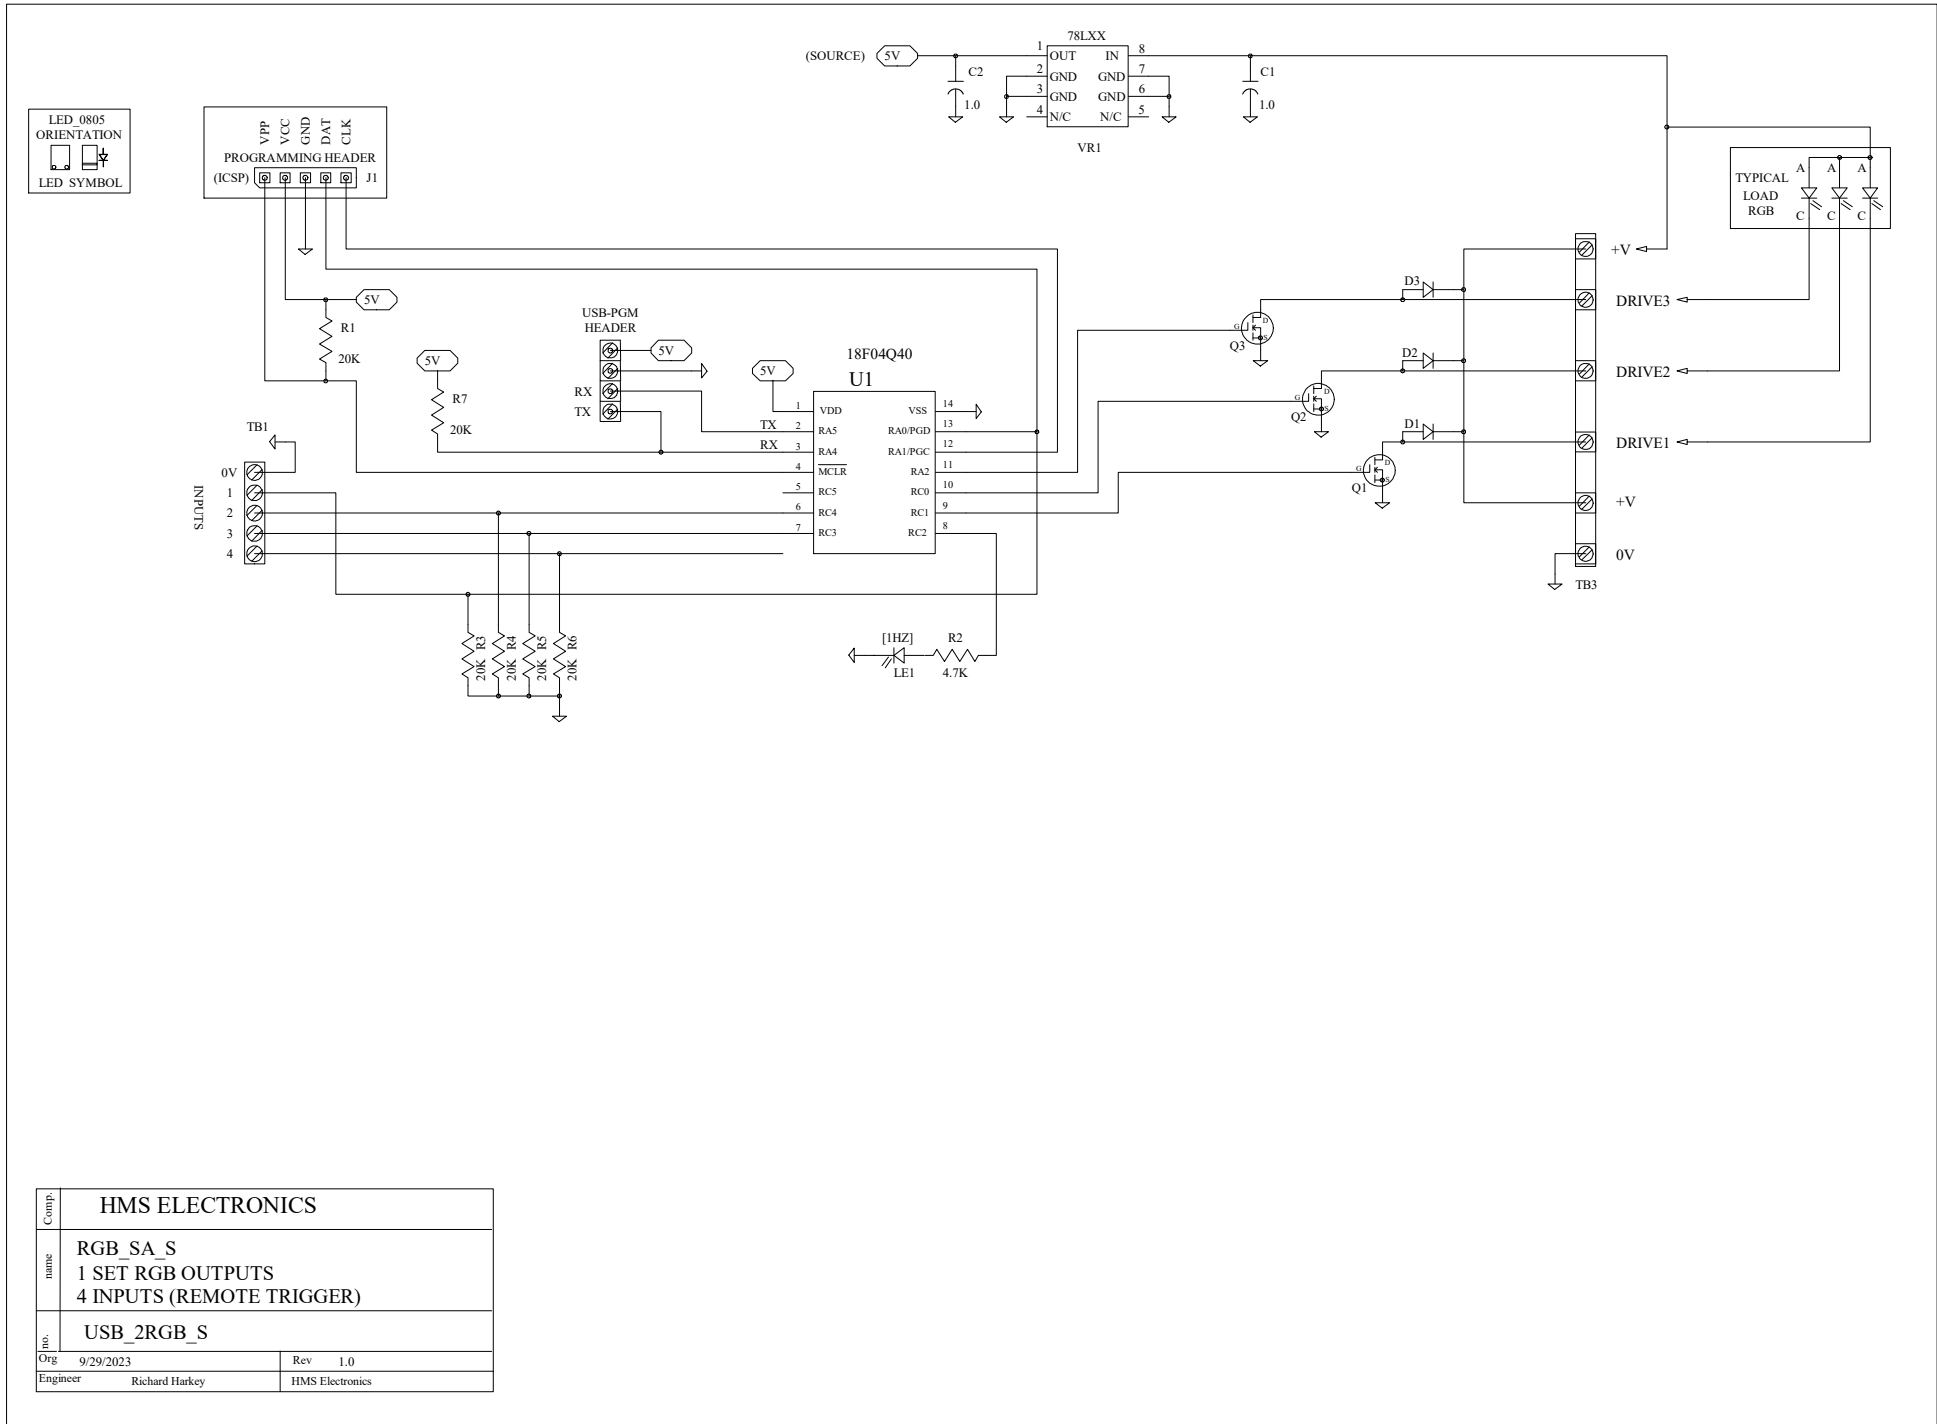 LED_0805
ORIENTATION
LED SYMBOL
VPP
VCC
GND
DAT
CLK
PROGRAMMING HEADER
(ICSP)
J1
(SOURCE)
5V
C2
1.0
78LXX
1 OUT IN 8
2 GND GND 7
3 GND GND 6
4 N/C N/C 5
VR1
C1
1.0
TYPICAL
LOAD
RGB
A A A
C C C
5V
R1
20K
5V
R7
20K
USB-PGM
HEADER
5V
RX
TX
5V
18F04Q40
U1
1 VDD VSS 14
TX 2 RA5 RA0/PGD 13
RX 3 RA4 RA1/PGC 12
4 MCLR RA2 11
5 RC5 RC0 10
6 RC4 RC1 9
7 RC3 RC2 8
TB1
INPUTS
0V
1
2
3
4
20K R3
20K R4
20K R5
20K R6
[1HZ]
LE1
R2
4.7K
G D S
Q3
G D S
Q2
G D S
Q1
D3
D2
D1
+V
DRIVE3
DRIVE2
DRIVE1
+V
0V
TB3
Comp. HMS ELECTRONICS
name
RGB_SA_S
1 SET RGB OUTPUTS
4 INPUTS (REMOTE TRIGGER)
no. USB_2RGB_S
Org 9/29/2023 Rev 1.0
Engineer Richard Harkey HMS Electronics